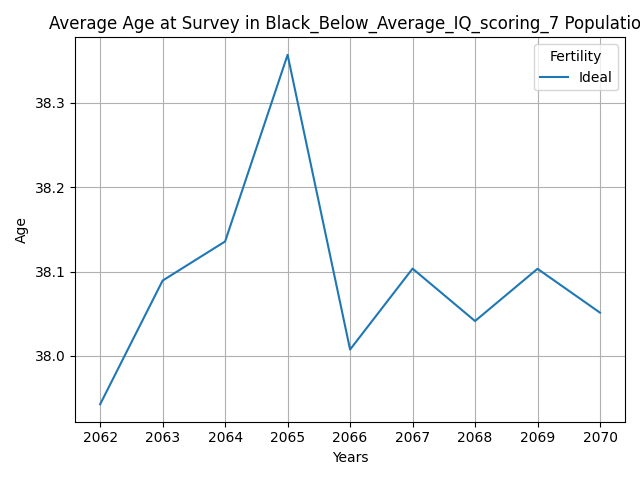 Average Age at Survey in Black_Below_Average_IQ_scoring_7 Populatio
Fertility
Ideal
38.3
38.2
38.1
38.0
Age
2062 2063 2064 2065 2066 2067 2068 2069 2070
Years